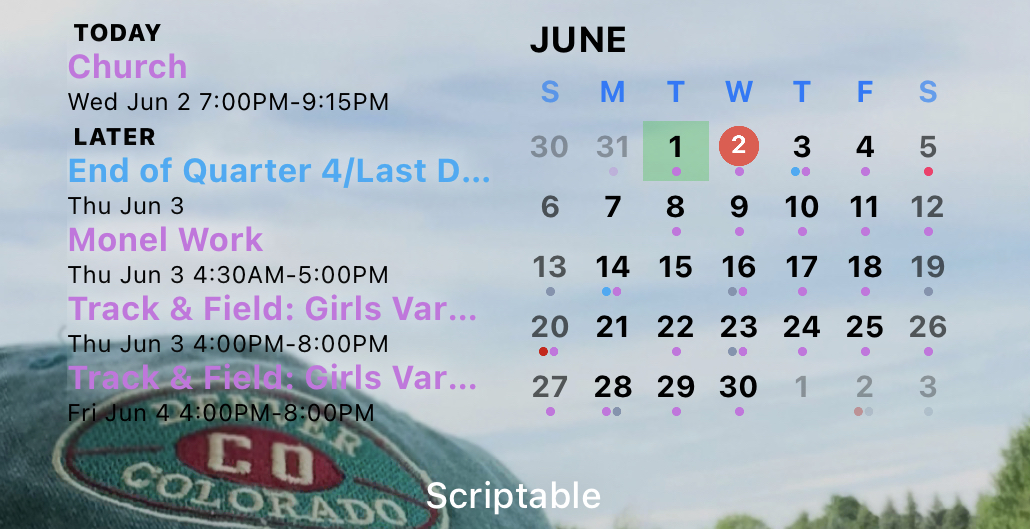 TODAY
Church
Wed Jun 2 7:00PM-9:15PM
LATER
End of Quarter 4/Last D...
Thu Jun 3
Monel Work
Thu Jun 3 4:30AM-5:00PM
Track & Field: Girls Var...
Thu Jun 3 4:00PM-8:00PM
Track & Field: Girls Var...
Fri Jun 4 4:00PM-8:00PM
JUNE
S M T W T F S
30 31 1 2 3 4 5
6 7 8 9 10 11 12
13 14 15 16 17 18 19
20 21 22 23 24 25 26
27 28 29 30 1 2 3
DENVER
CO
COLORADO
Scriptable